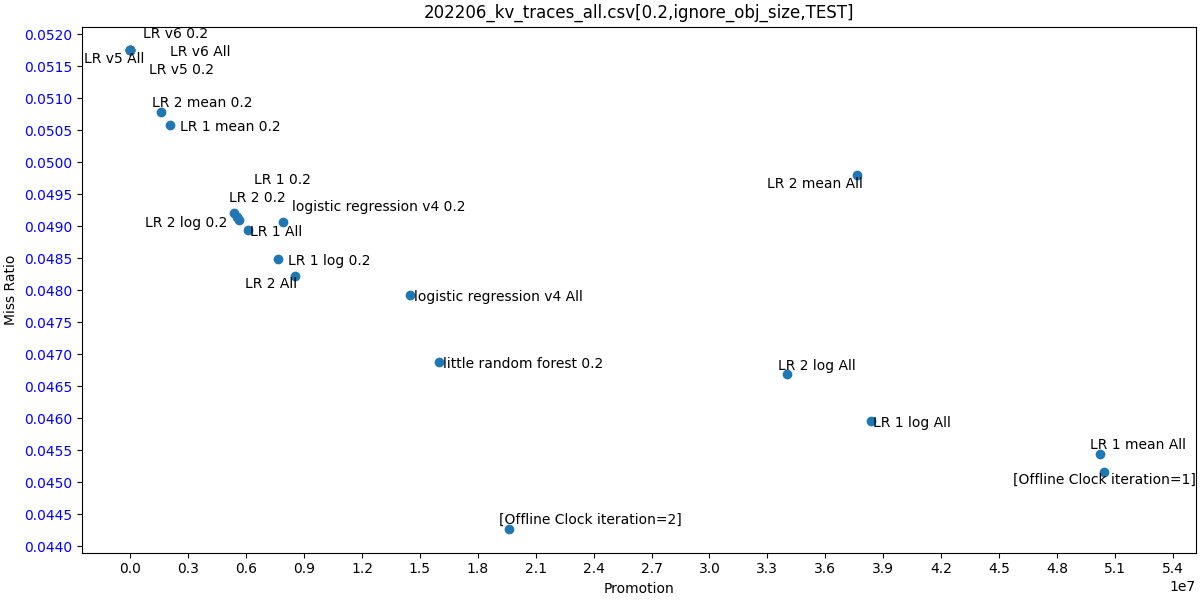 202206_kv_traces_all.csv[0.2,ignore_obj_size,TEST]
Miss Ratio
0.0520
0.0515
0.0510
0.0505
0.0500
0.0495
0.0490
0.0485
0.0480
0.0475
0.0470
0.0465
0.0460
0.0455
0.0450
0.0445
0.0440
LR v6 0.2
LR v6 All
LR v5 All
LR v5 0.2
LR 2 mean 0.2
LR 1 mean 0.2
LR 1 0.2
LR 2 mean All
LR 2 0.2
logistic regression v4 0.2
LR 2 log 0.2
LR 1 All
LR 1 log 0.2
LR 2 All
logistic regression v4 All
little random forest 0.2
LR 2 log All
LR 1 log All
LR 1 mean All
[Offline Clock iteration=1]
[Offline Clock iteration=2]
0.0 0.3 0.6 0.9 1.2 1.5 1.8 2.1 2.4 2.7 3.0 3.3 3.6 3.9 4.2 4.5 4.8 5.1 5.4
1e7
Promotion